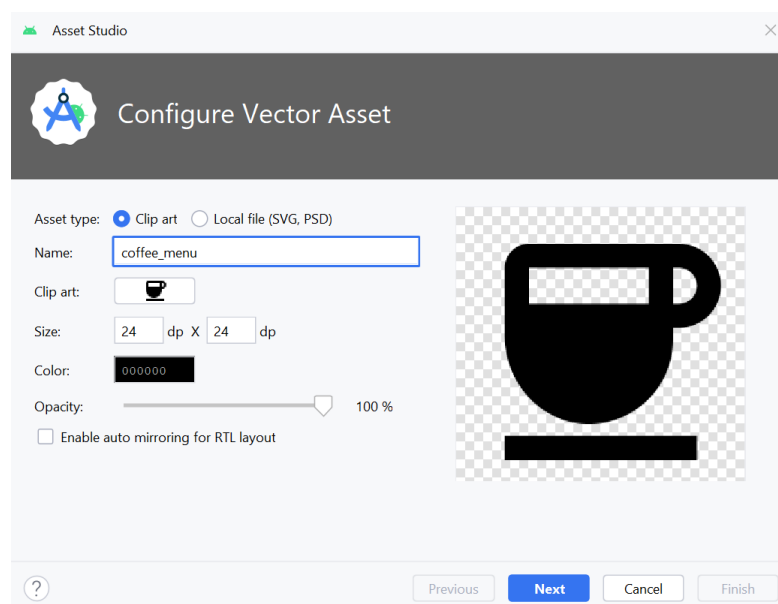 Asset Studio
Configure Vector Asset
Asset type: Clip art Local file (SVG, PSD)
Name: coffee_menu
Clip art:
Size: 24 dp X 24 dp
Color: 000000
Opacity: 100 %
Enable auto mirroring for RTL layout
? Previous Next Cancel Finish